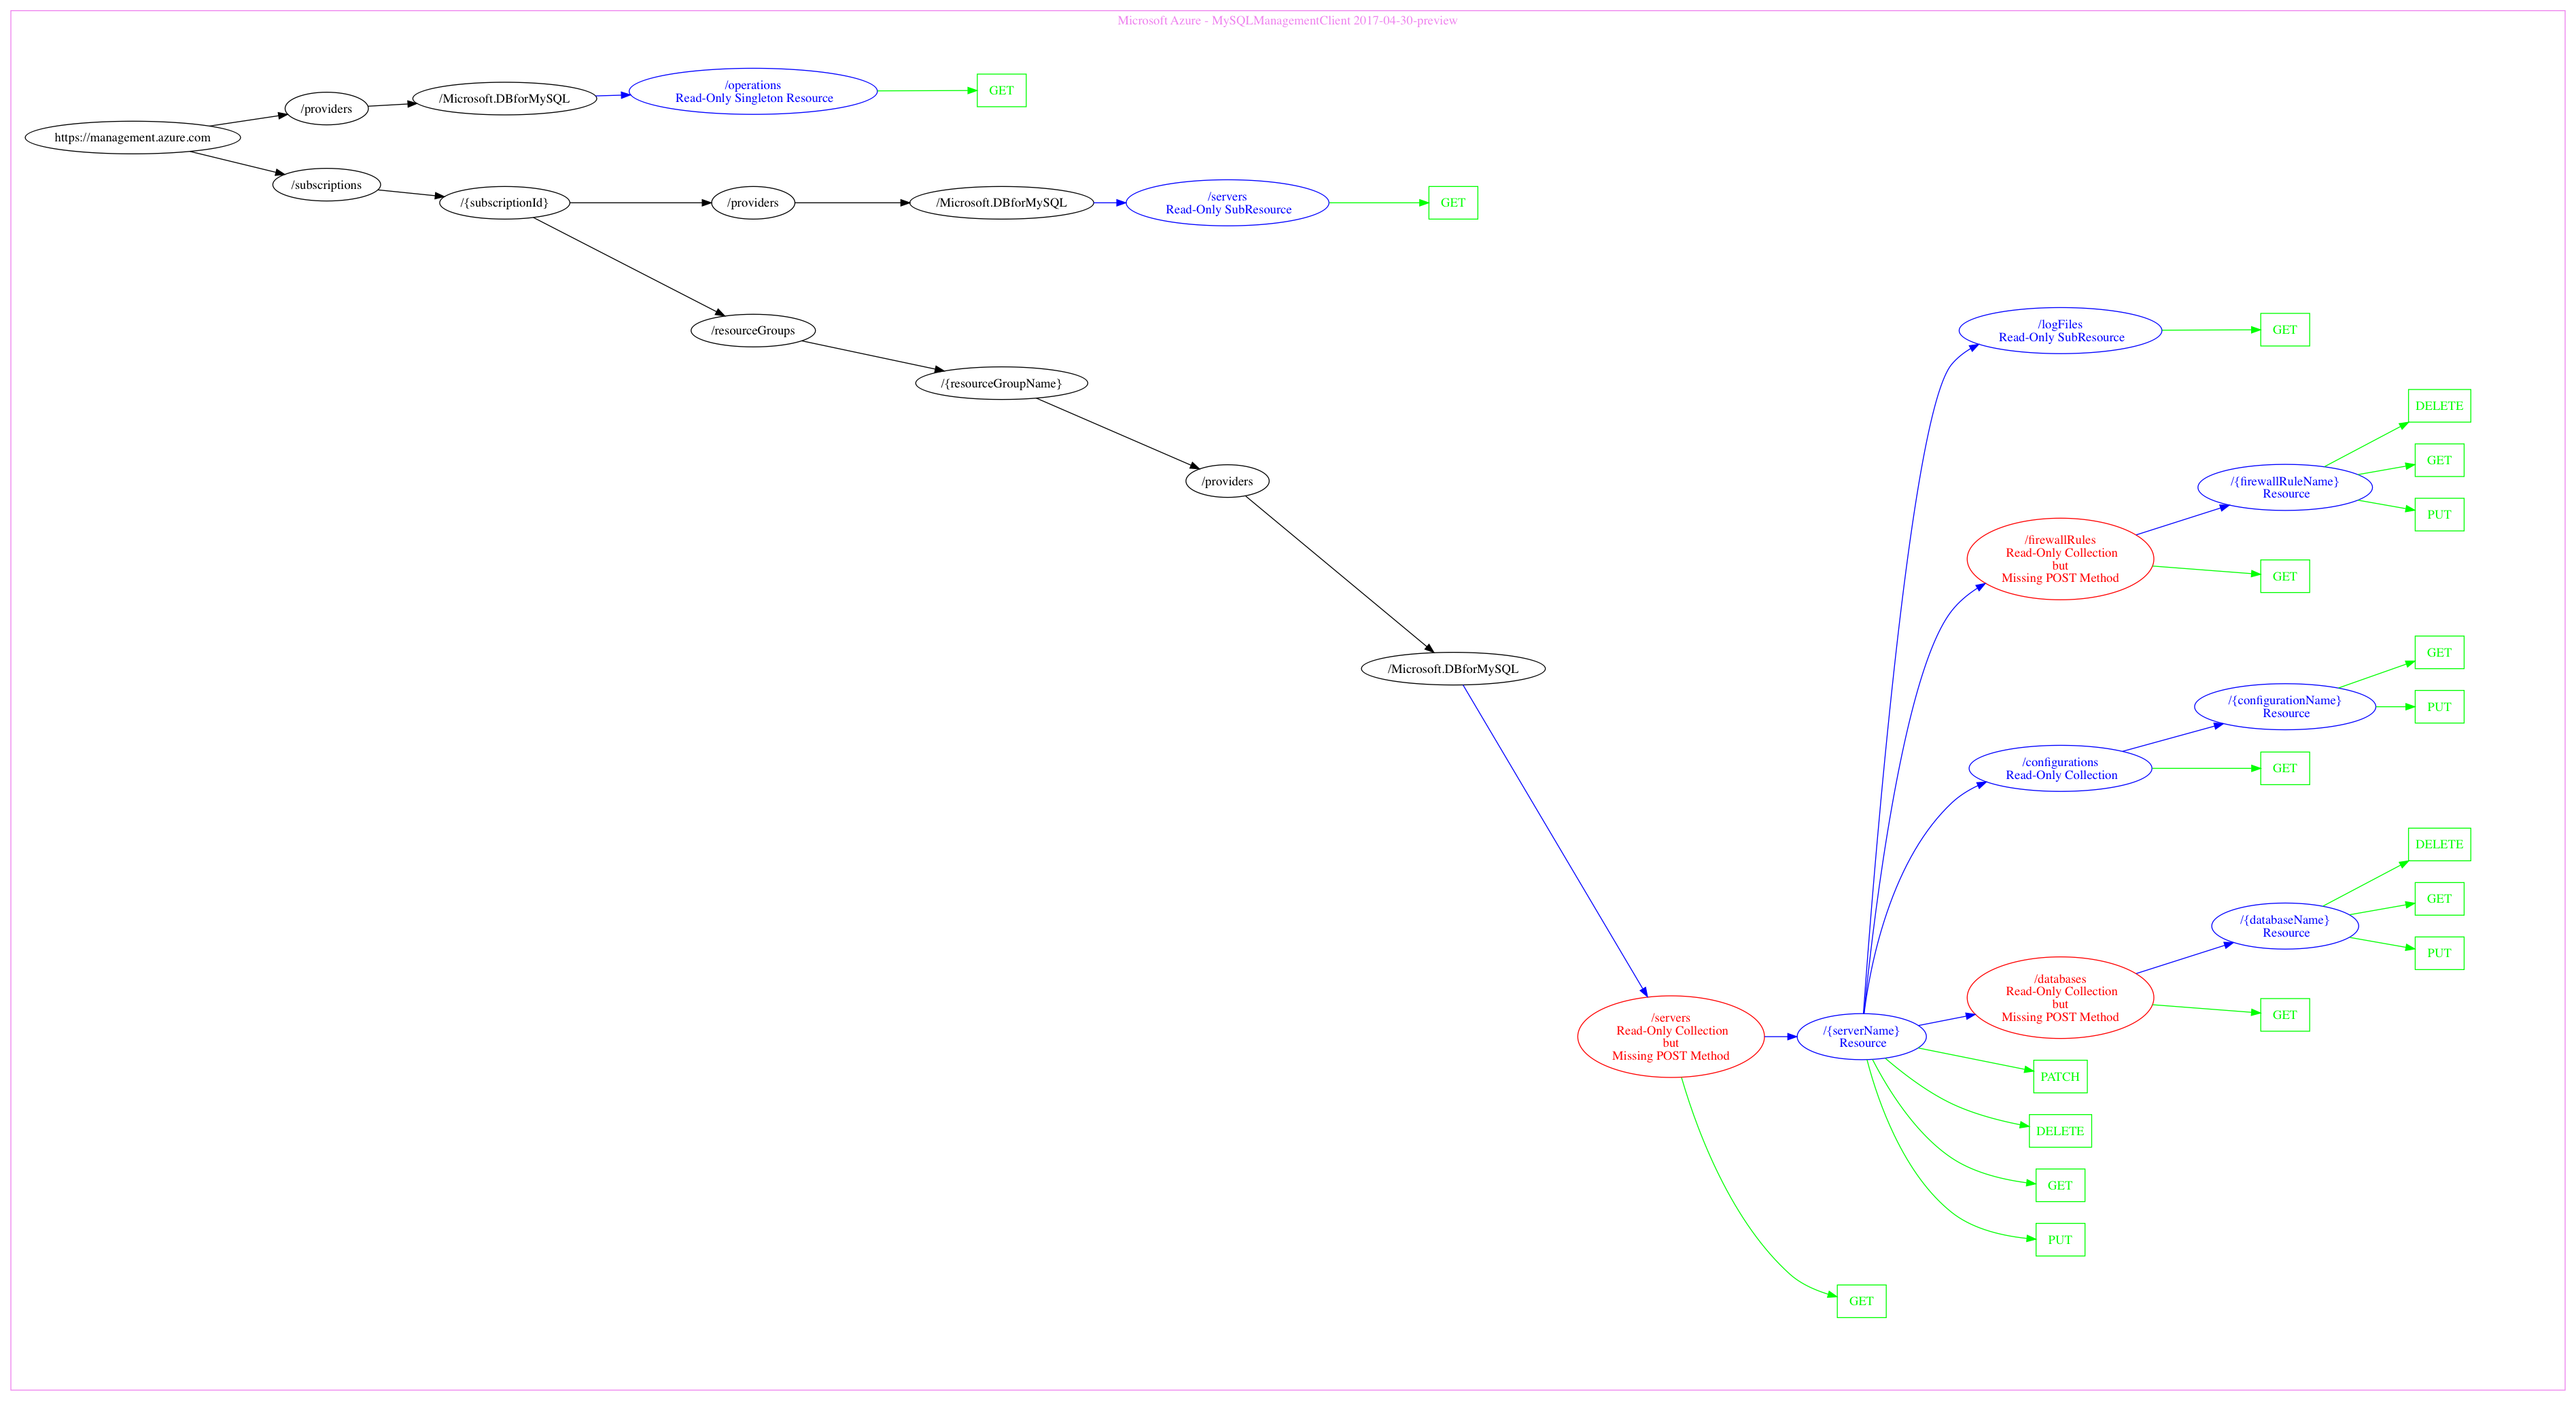 Microsoft Azure - MySQLManagementClient 2017-04-30-preview
https://management.azure.com
/providers
/Microsoft.DBforMySQL
/operations
Read-Only Singleton Resource
GET
/subscriptions
/{subscriptionId}
/providers
/Microsoft.DBforMySQL
/servers
Read-Only SubResource
GET
/resourceGroups
/{resourceGroupName}
/providers
/Microsoft.DBforMySQL
/servers
Read-Only Collection
but
Missing POST Method
/{serverName}
Resource
/logFiles
Read-Only SubResource
GET
/firewallRules
Read-Only Collection
but
Missing POST Method
/{firewallRuleName}
Resource
DELETE
GET
PUT
GET
/configurations
Read-Only Collection
/{configurationName}
Resource
GET
PUT
GET
/databases
Read-Only Collection
but
Missing POST Method
/{databaseName}
Resource
DELETE
GET
PUT
GET
PATCH
DELETE
GET
PUT
GET